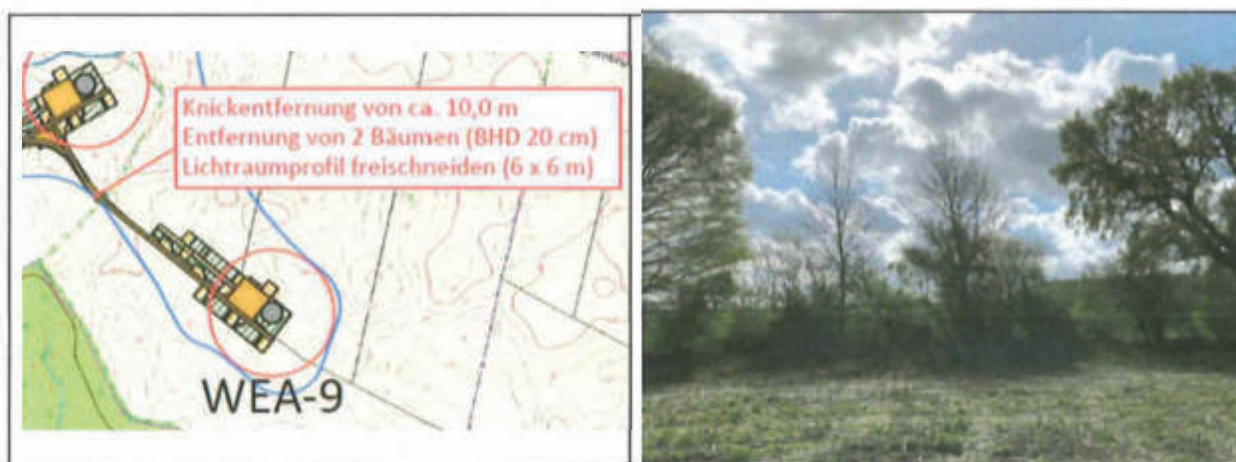 Knickentfernung von ca. 10,0 m
Entfernung von 2 Bäumen (BHD 20 cm)
Lichtraumprofil freischneiden (6 x 6 m)
WEA-9